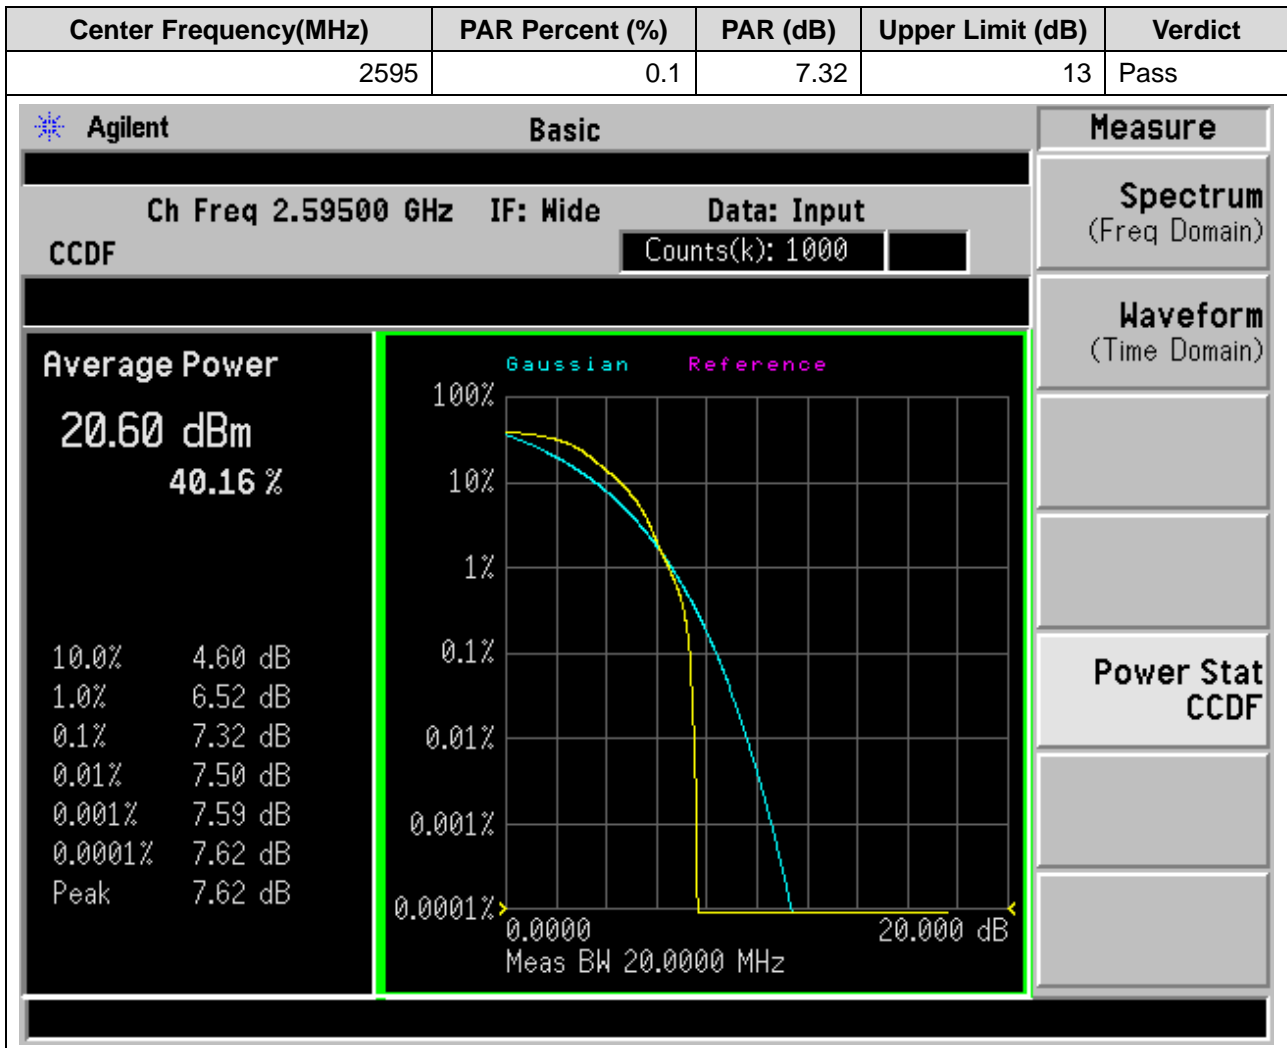 Center Frequency(MHz) PAR Percent (%) PAR (dB) Upper Limit (dB) Verdict
2595 0.1 7.32 13 Pass
Agilent Basic Measure
Ch Freq 2.59500 GHz IF: Wide Data: Input
CCDF Counts(k): 1000
Spectrum
(Freq Domain)
Waveform
(Time Domain)
Power Stat
CCDF
Average Power
20.60 dBm
40.16 %
10.0% 4.60 dB
1.0% 6.52 dB
0.1% 7.32 dB
0.01% 7.50 dB
0.001% 7.59 dB
0.0001% 7.62 dB
Peak 7.62 dB
Gaussian Reference
100%
10%
1%
0.1%
0.01%
0.001%
0.0001%
0.0000 20.000 dB
Meas BW 20.0000 MHz